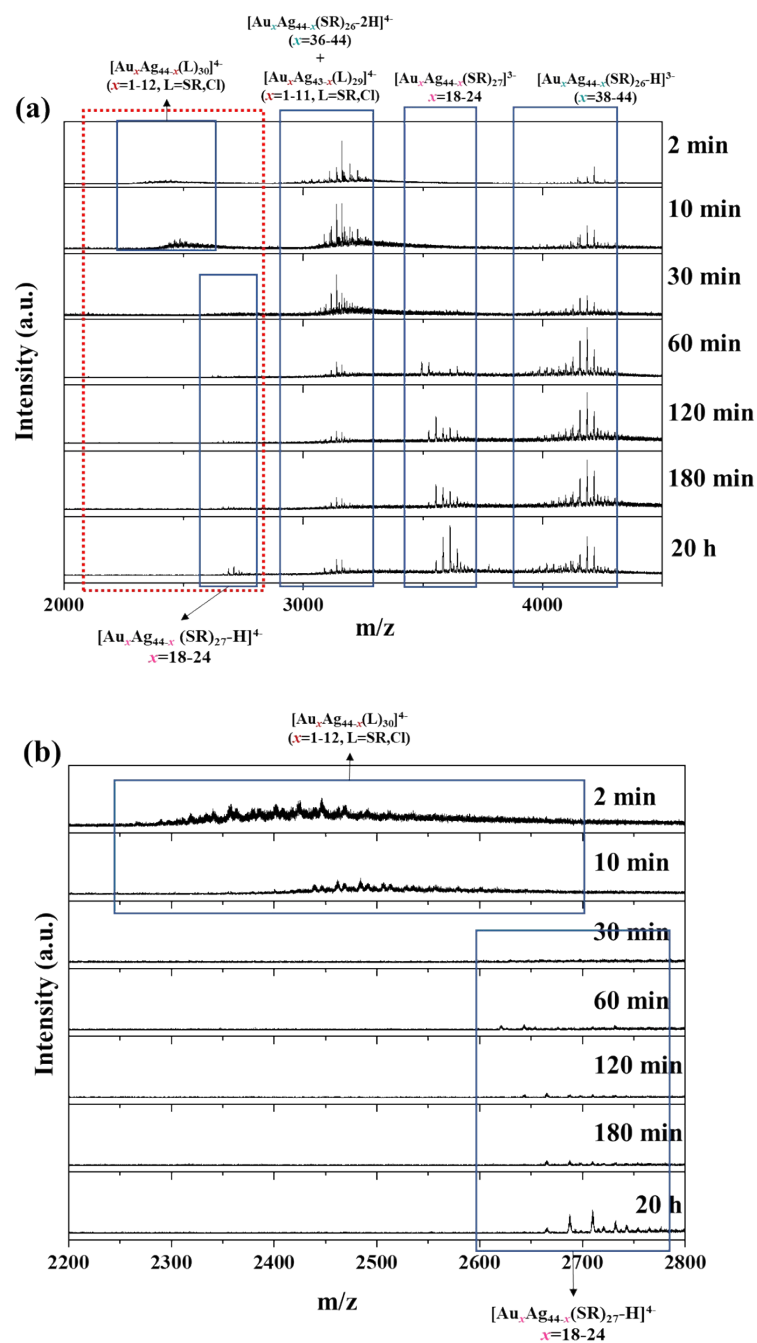 [AuxAg44-x(SR)26-2H]4-
(x=36-44)
+
[AuxAg44-x(L)30]4-
(x=1-12, L=SR,Cl)
[AuxAg43-x(L)29]4-
(x=1-11, L=SR,Cl)
[AuxAg44-x(SR)27]3-
x=18-24
[AuxAg44-x(SR)26-H]3-
(x=38-44)
(a)
2 min
10 min
30 min
60 min
120 min
180 min
20 h
Intensity (a.u.)
2000 3000 4000
m/z
[AuxAg44-x (SR)27-H]4-
x=18-24
[AuxAg44-x(L)30]4-
(x=1-12, L=SR,Cl)
(b)
2 min
10 min
30 min
60 min
120 min
180 min
20 h
Intensity (a.u.)
2200 2300 2400 2500 2600 2700 2800
m/z
[AuxAg44-x(SR)27-H]4-
x=18-24